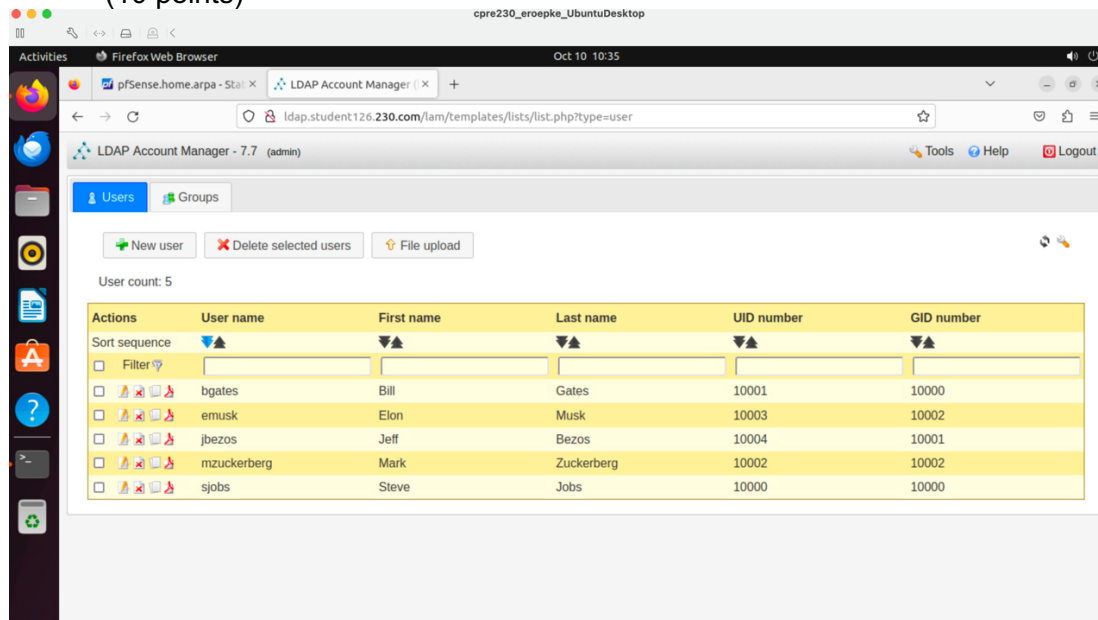 (10 points)
cpre230_eroepke_UbuntuDesktop
Activities Firefox Web Browser Oct 10 10:35
pfSense.home.arpa - Stat × LDAP Account Manager ( × +
ldap.student126.230.com/lam/templates/lists/list.php?type=user
LDAP Account Manager - 7.7 (admin) Tools Help Logout
Users Groups
New user Delete selected users File upload
User count: 5
Actions User name First name Last name UID number GID number
Sort sequence
Filter
bgates Bill Gates 10001 10000
emusk Elon Musk 10003 10002
jbezos Jeff Bezos 10004 10001
mzuckerberg Mark Zuckerberg 10002 10002
sjobs Steve Jobs 10000 10000